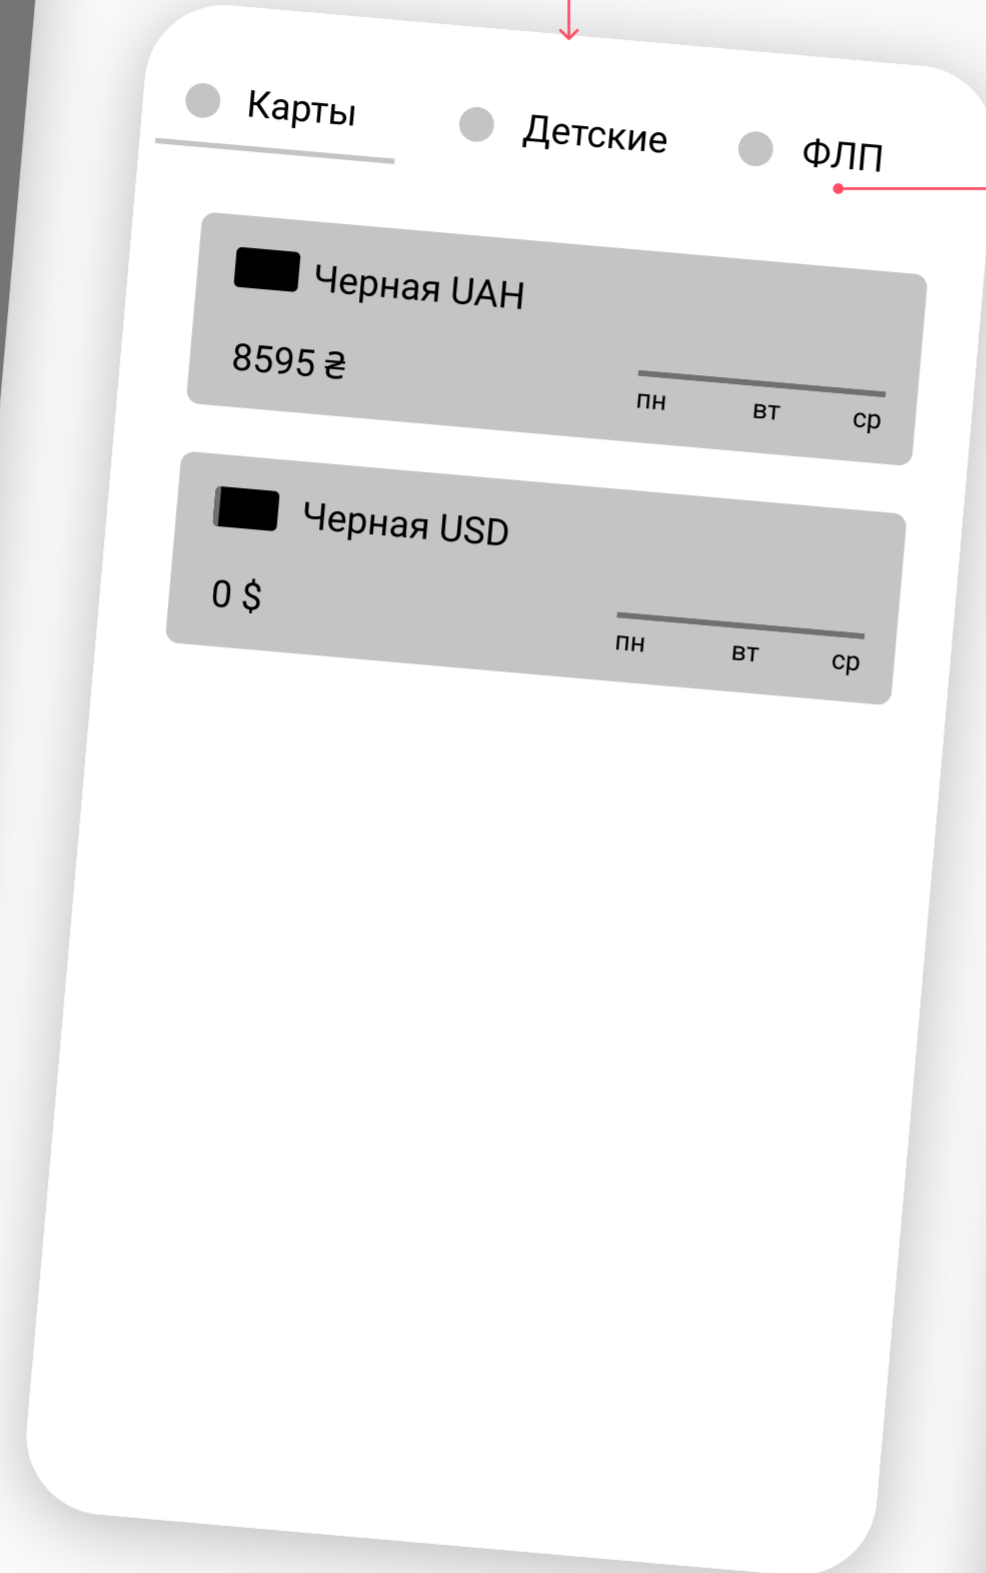 Карты Детские ФЛП
Черная UAH
8595 ₴
пн вт ср
Черная USD
0 $
пн вт ср